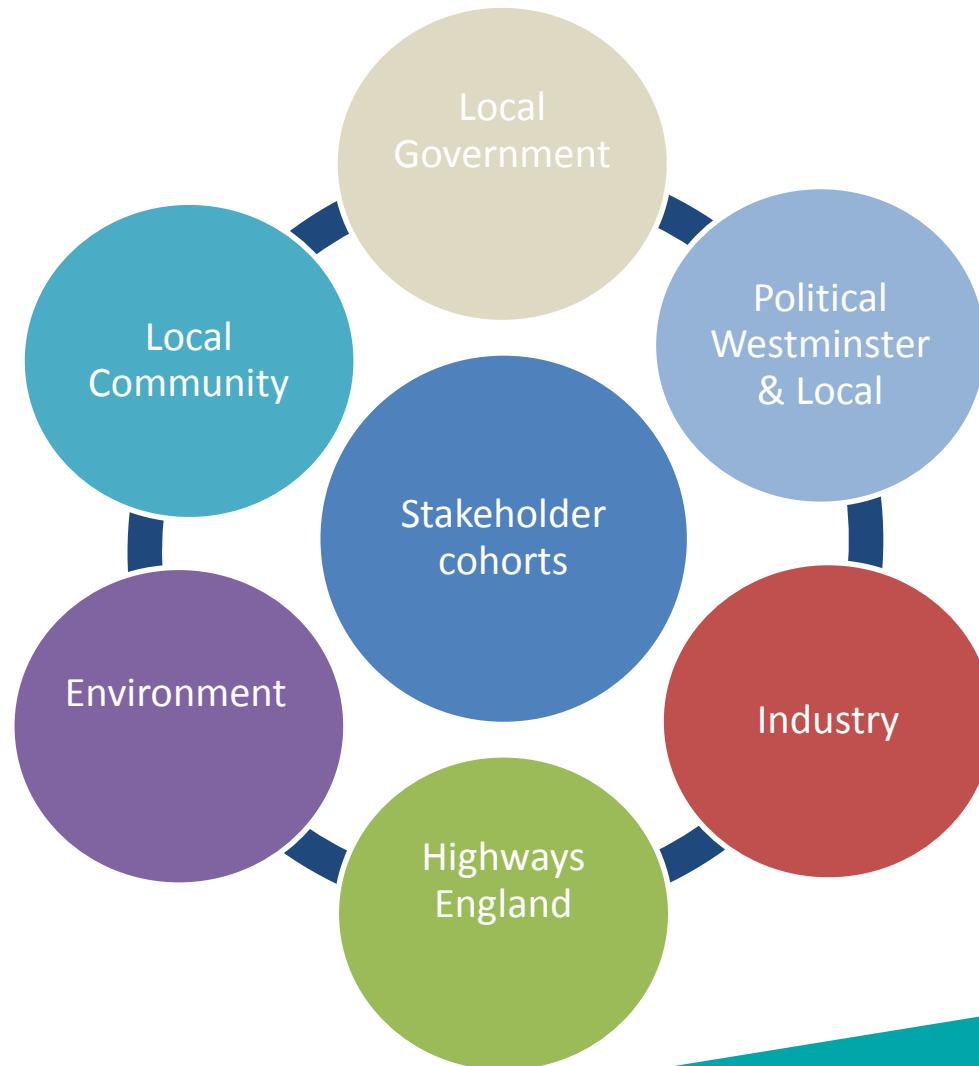 Local
Government
Political
Westminster
& Local
Local
Community
Stakeholder
cohorts
Environment
Industry
Highways
England